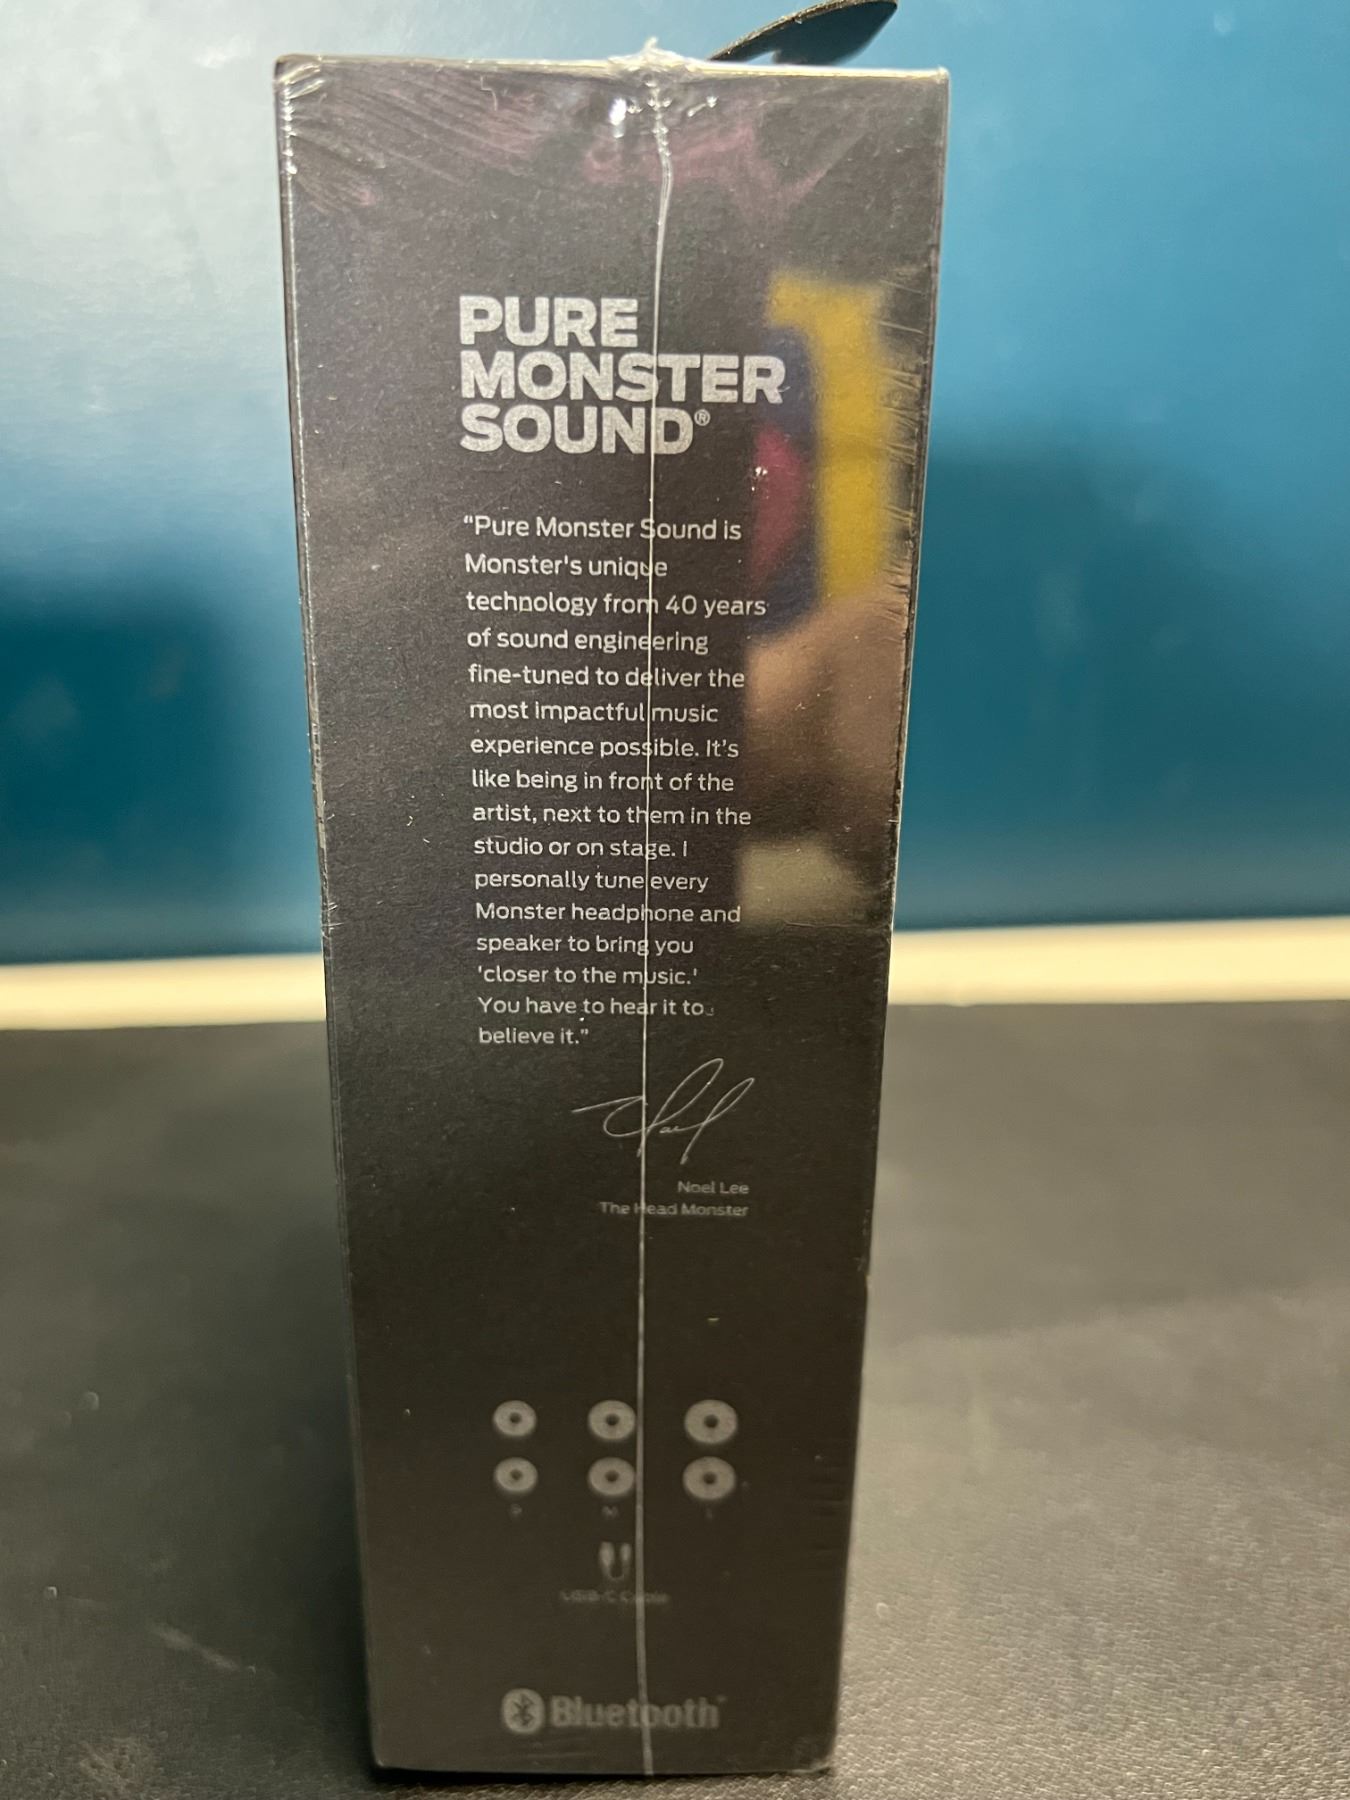 PURE
MONSTER
SOUND®
“Pure Monster Sound is
Monster's unique
technology from 40 years
of sound engineering
fine-tuned to deliver the
most impactful music
experience possible. It’s
like being in front of the
artist, next to them in the
studio or on stage. I
personally tune every
Monster headphone and
speaker to bring you
'closer to the music.'
You have to hear it to
believe it.”
Noel Lee
The Head Monster
M
USB-C Cable
Bluetooth